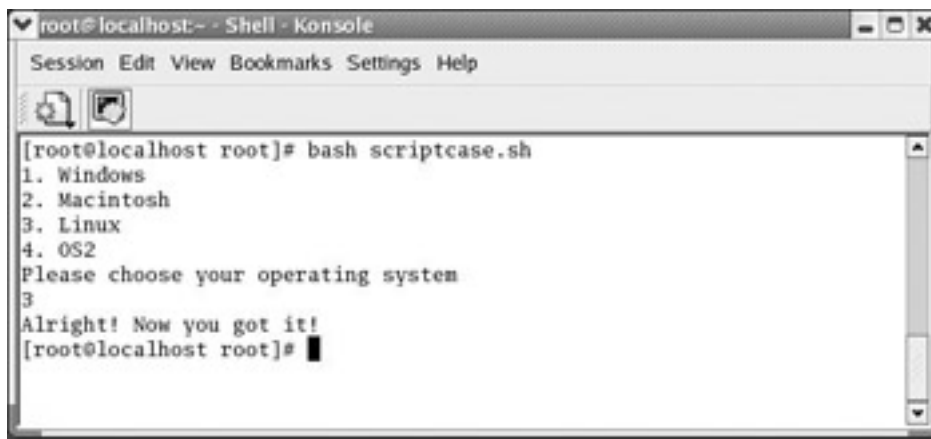 root@localhost:~ - Shell - Konsole
Session Edit View Bookmarks Settings Help
[root@localhost root]# bash scriptcase.sh
1. Windows
2. Macintosh
3. Linux
4. OS2
Please choose your operating system
3
Alright! Now you got it!
[root@localhost root]#